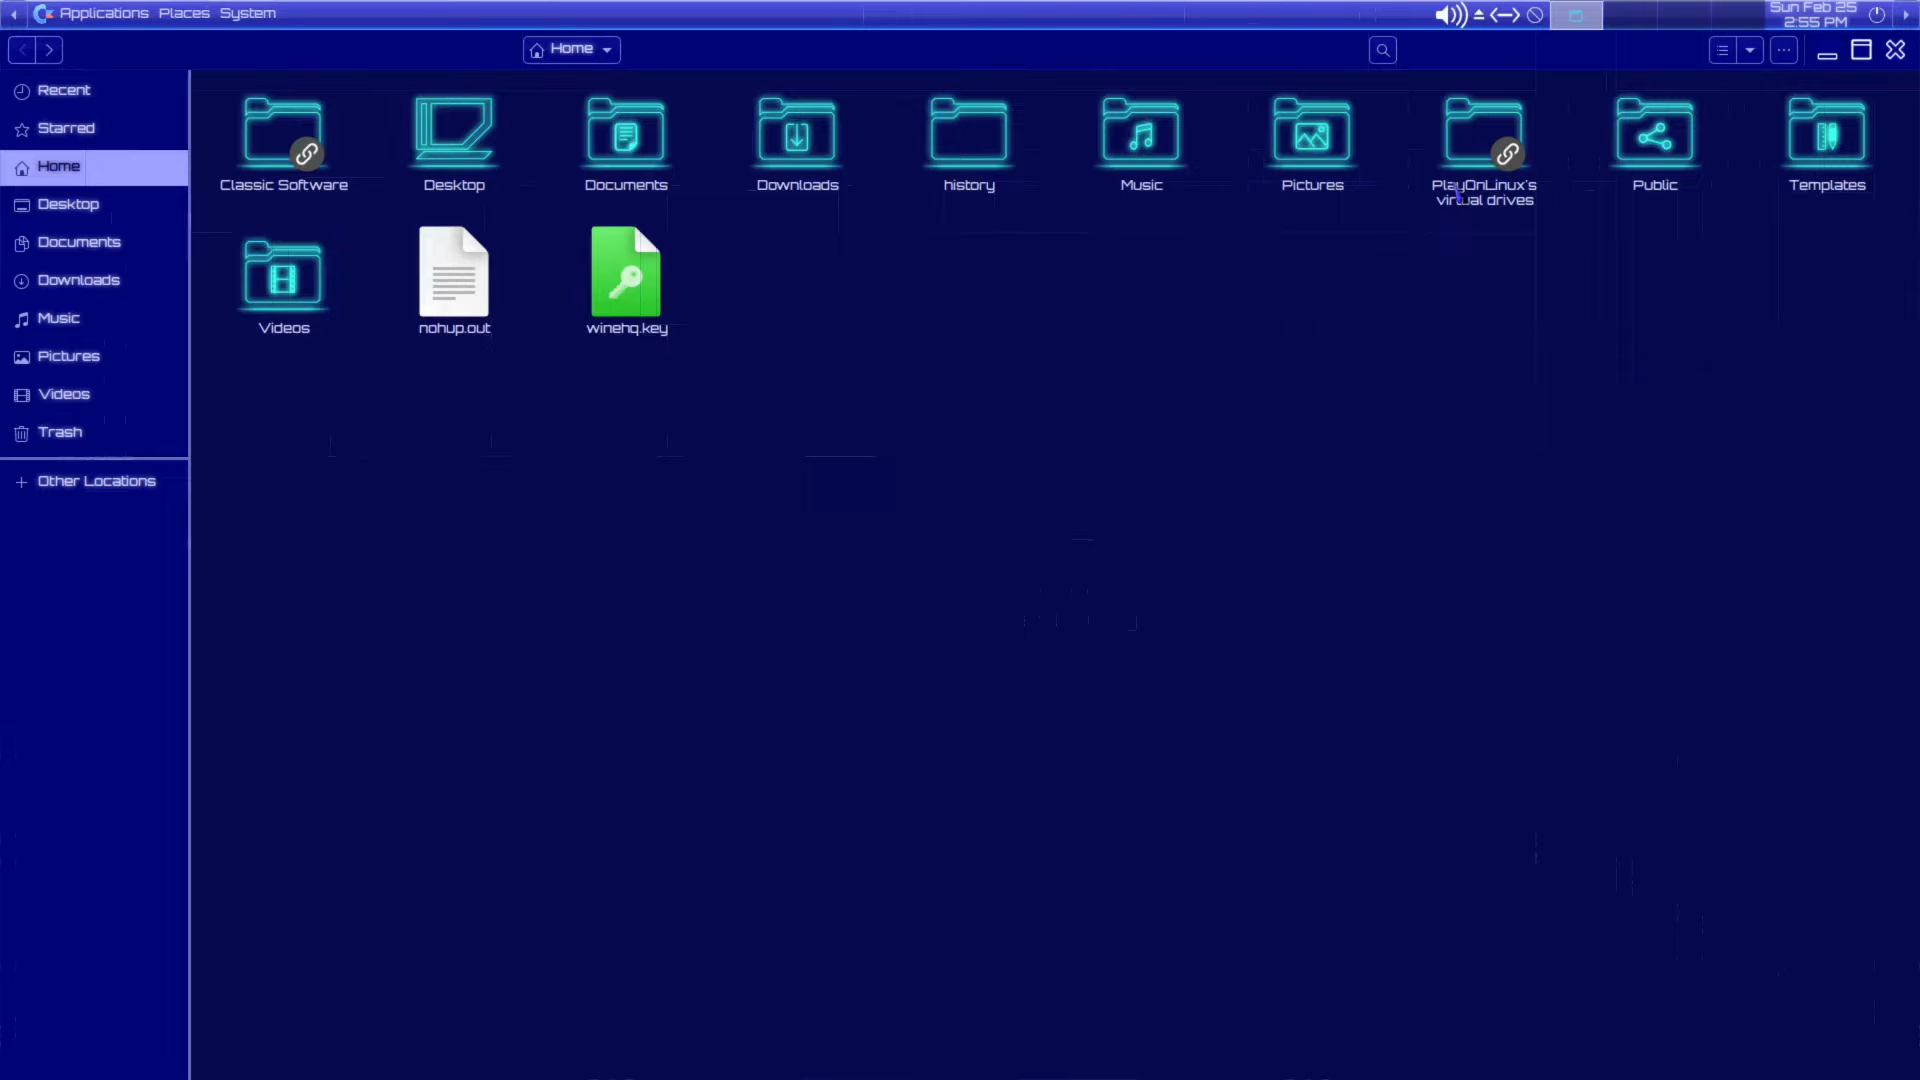 Applications Places System
Sun Feb 25
2:55 PM
Home
Recent
Starred
Home
Desktop
Documents
Downloads
Music
Pictures
Videos
Trash
Other Locations
Classic Software
Desktop
Documents
Downloads
history
Music
Pictures
PlayOnLinux's
virtual drives
Public
Templates
Videos
nohup.out
winehq.key